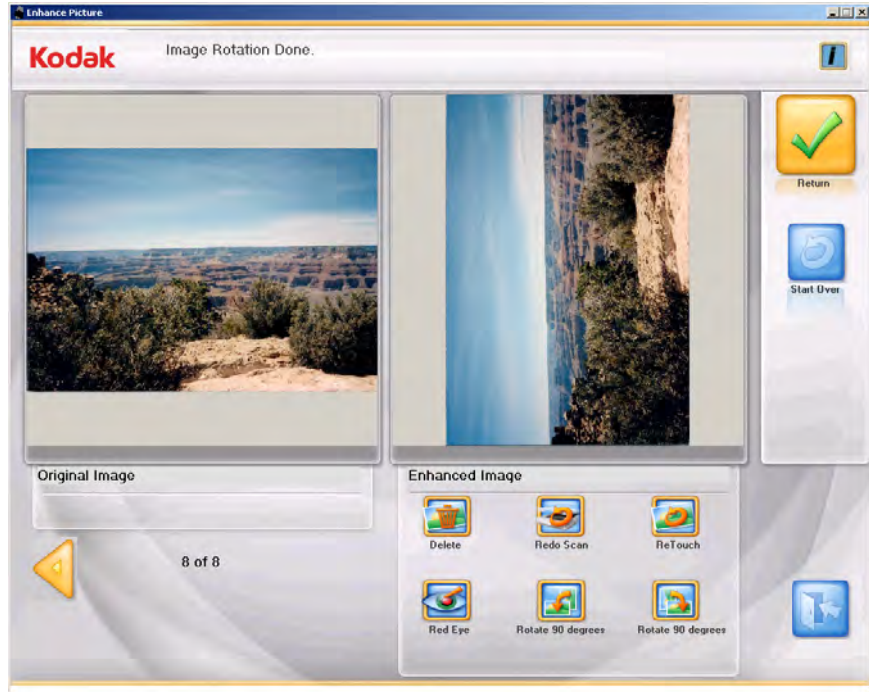 Enhance Picture
Kodak
Image Rotation Done.
i
Return
Start Over
Original Image
Enhanced Image
Delete
Redo Scan
ReTouch
8 of 8
Red Eye
Rotate 90 degrees
Rotate 90 degrees